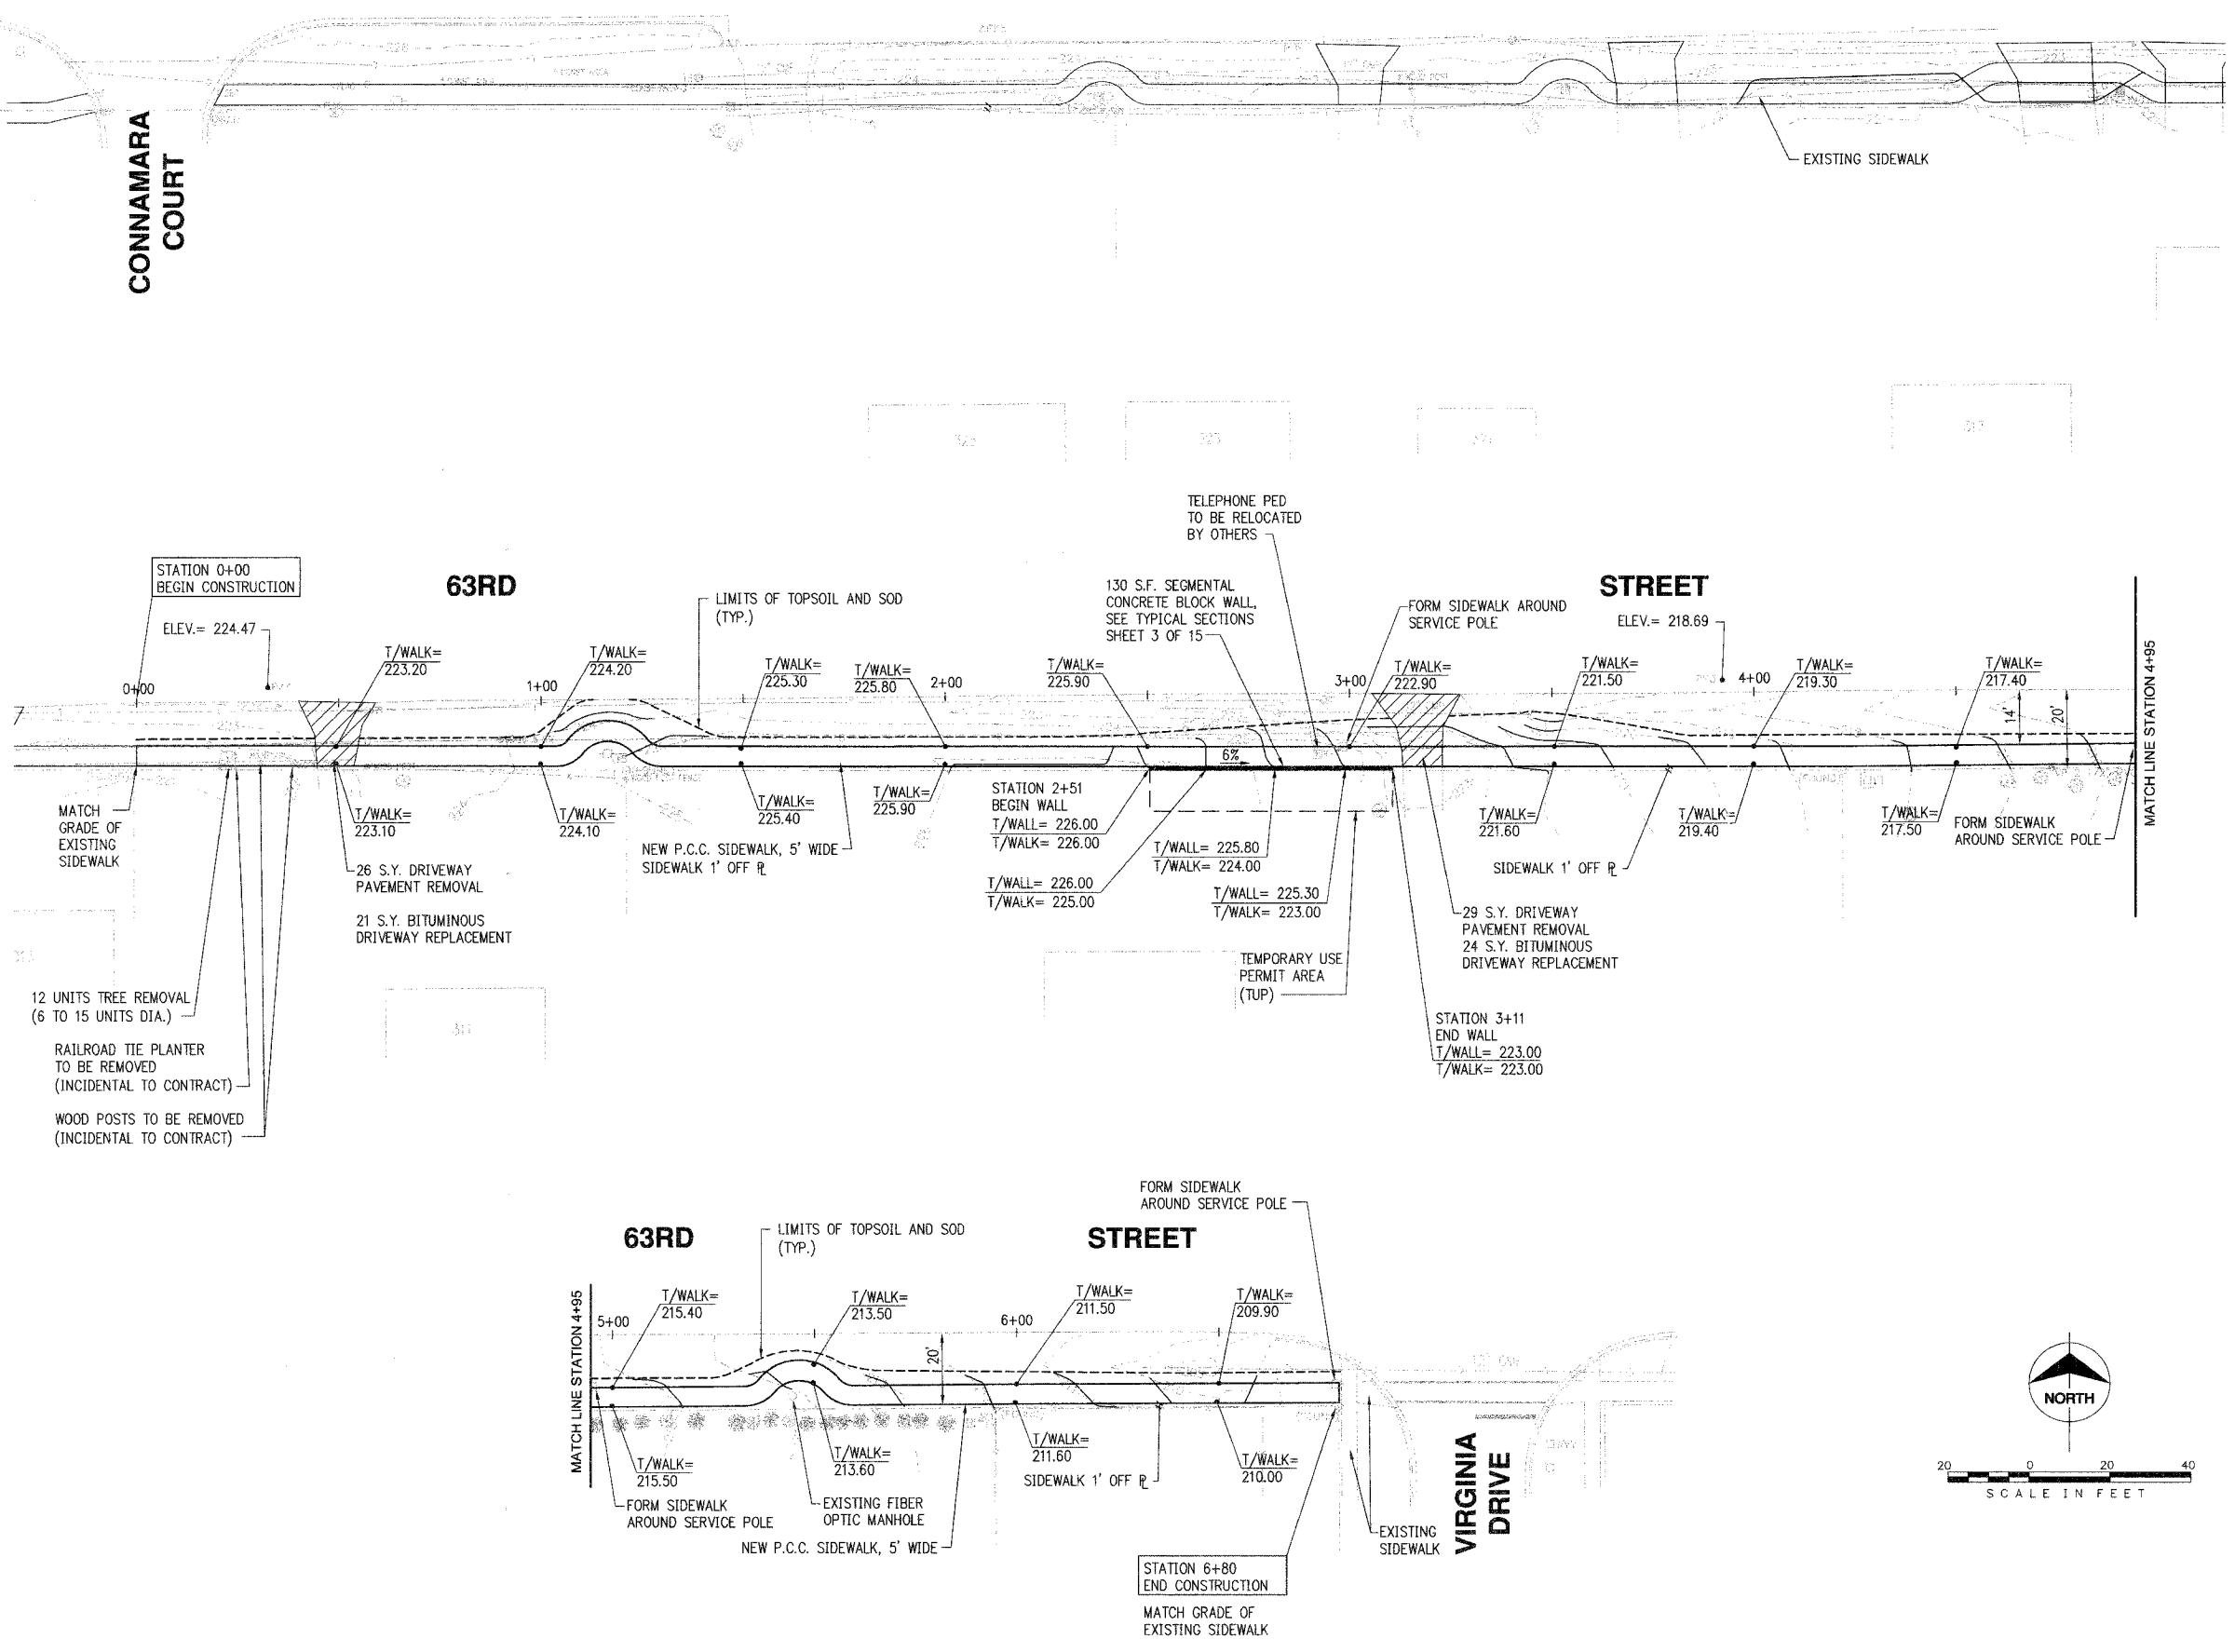 CONNAMARA
COURT
EXISTING SIDEWALK
TELEPHONE PED
TO BE RELOCATED
BY OTHERS
STATION 0+00
BEGIN CONSTRUCTION
63RD
STREET
ELEV.= 224.47
LIMITS OF TOPSOIL AND SOD
(TYP.)
130 S.F. SEGMENTAL
CONCRETE BLOCK WALL,
SEE TYPICAL SECTIONS
SHEET 3 OF 15
FORM SIDEWALK AROUND
SERVICE POLE
ELEV.= 218.69
0+00
T/WALK=
223.20
1+00
T/WALK=
224.20
T/WALK=
225.30
T/WALK=
225.80
2+00
T/WALK=
225.90
3+00
T/WALK=
222.90
T/WALK=
221.50
4+00
T/WALK=
219.30
T/WALK=
217.40
14'
20'
MATCH LINE STATION 4+95
6%
MATCH
GRADE OF
EXISTING
SIDEWALK
T/WALK=
223.10
T/WALK=
224.10
T/WALK=
225.40
T/WALK=
225.90
NEW P.C.C. SIDEWALK, 5' WIDE
SIDEWALK 1' OFF ℄
STATION 2+51
BEGIN WALL
T/WALL= 226.00
T/WALK= 226.00
T/WALL= 226.00
T/WALK= 225.00
T/WALL= 225.80
T/WALK= 224.00
T/WALL= 225.30
T/WALK= 223.00
T/WALK=
221.60
T/WALK=
219.40
T/WALK=
217.50
SIDEWALK 1' OFF ℄
FORM SIDEWALK
AROUND SERVICE POLE
26 S.Y. DRIVEWAY
PAVEMENT REMOVAL
21 S.Y. BITUMINOUS
DRIVEWAY REPLACEMENT
29 S.Y. DRIVEWAY
PAVEMENT REMOVAL
24 S.Y. BITUMINOUS
DRIVEWAY REPLACEMENT
TEMPORARY USE
PERMIT AREA
(TUP)
12 UNITS TREE REMOVAL
(6 TO 15 UNITS DIA.)
RAILROAD TIE PLANTER
TO BE REMOVED
(INCIDENTAL TO CONTRACT)
WOOD POSTS TO BE REMOVED
(INCIDENTAL TO CONTRACT)
STATION 3+11
END WALL
T/WALL= 223.00
T/WALK= 223.00
63RD
STREET
LIMITS OF TOPSOIL AND SOD
(TYP.)
FORM SIDEWALK
AROUND SERVICE POLE
MATCH LINE STATION 4+95
5+00
T/WALK=
215.40
T/WALK=
213.50
6+00
T/WALK=
211.50
T/WALK=
209.90
20'
T/WALK=
215.50
T/WALK=
213.60
T/WALK=
211.60
T/WALK=
210.00
SIDEWALK 1' OFF ℄
FORM SIDEWALK
AROUND SERVICE POLE
EXISTING FIBER
OPTIC MANHOLE
NEW P.C.C. SIDEWALK, 5' WIDE
STATION 6+80
END CONSTRUCTION
MATCH GRADE OF
EXISTING SIDEWALK
EXISTING
SIDEWALK
VIRGINIA
DRIVE
NORTH
20 0 20 40
SCALE IN FEET